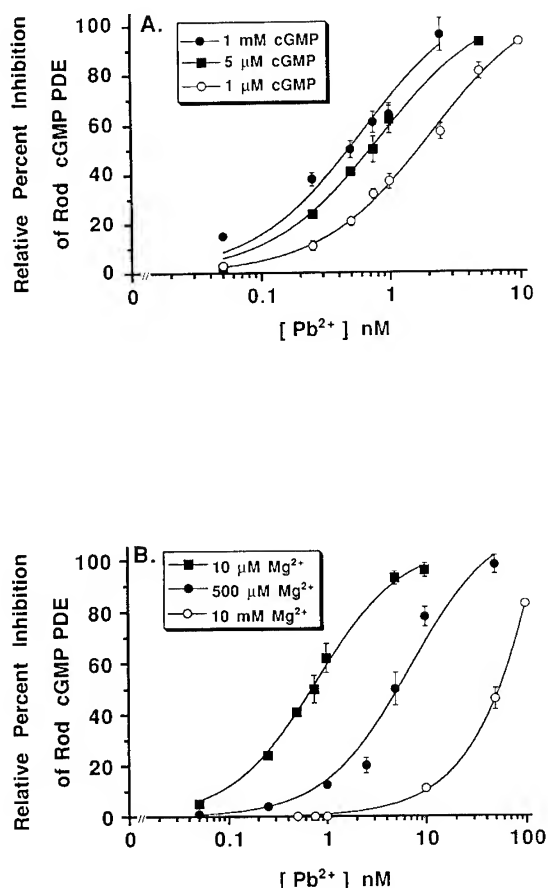 A.
1 mM cGMP
5 μM cGMP
1 μM cGMP
Relative Percent Inhibition
of Rod cGMP PDE
100
80
60
40
20
0
0
0.1
1
10
[ Pb²⁺ ] nM
B.
10 μM Mg²⁺
500 μM Mg²⁺
10 mM Mg²⁺
Relative Percent Inhibition
of Rod cGMP PDE
100
80
60
40
20
0
0
0.1
1
10
100
[ Pb²⁺ ] nM